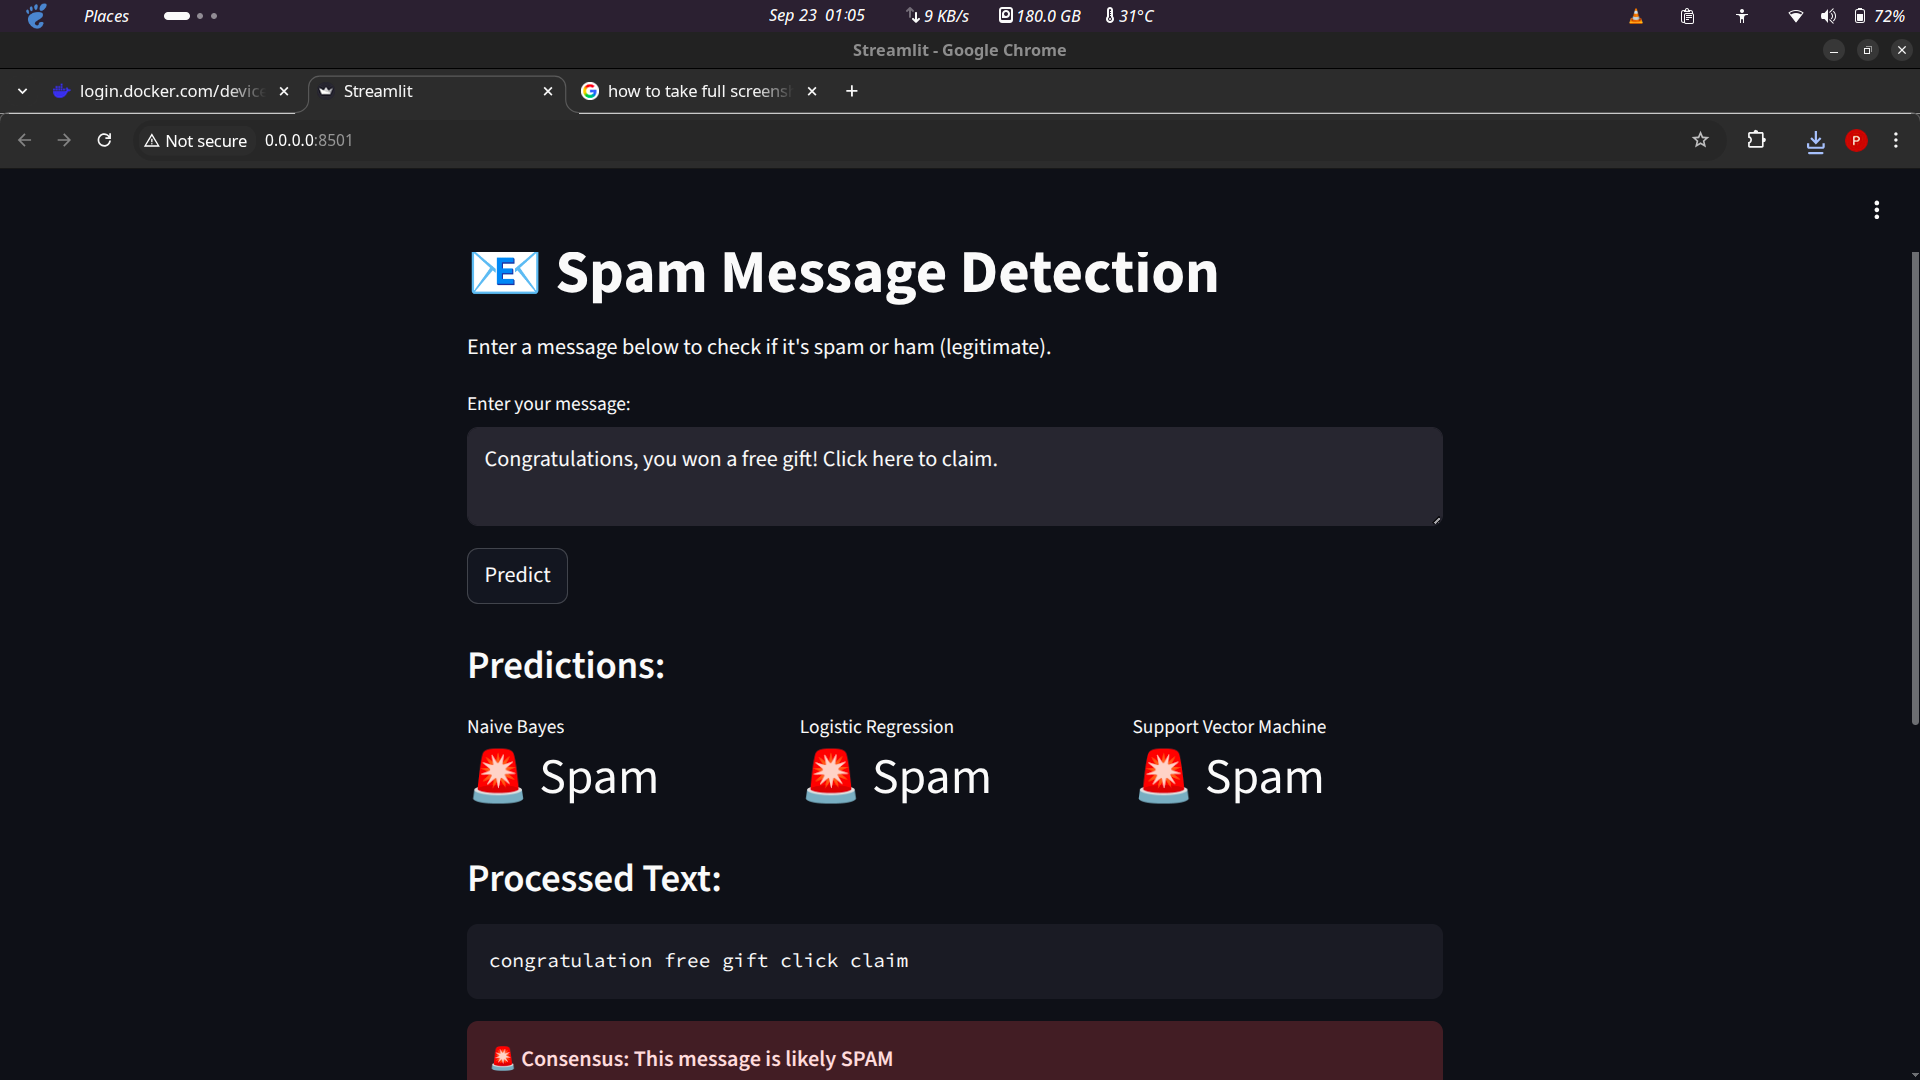 Places
Sep 23 01:05
9 KB/s
180.0 GB
31°C
72%
Streamlit - Google Chrome
login.docker.com/device
Streamlit
how to take full screensh
Not secure
0.0.0.0:8501
P
📧 Spam Message Detection
Enter a message below to check if it's spam or ham (legitimate).
Enter your message:
Congratulations, you won a free gift! Click here to claim.
Predict
Predictions:
Naive Bayes
Logistic Regression
Support Vector Machine
🚨 Spam
🚨 Spam
🚨 Spam
Processed Text:
congratulation free gift click claim
🚨 Consensus: This message is likely SPAM